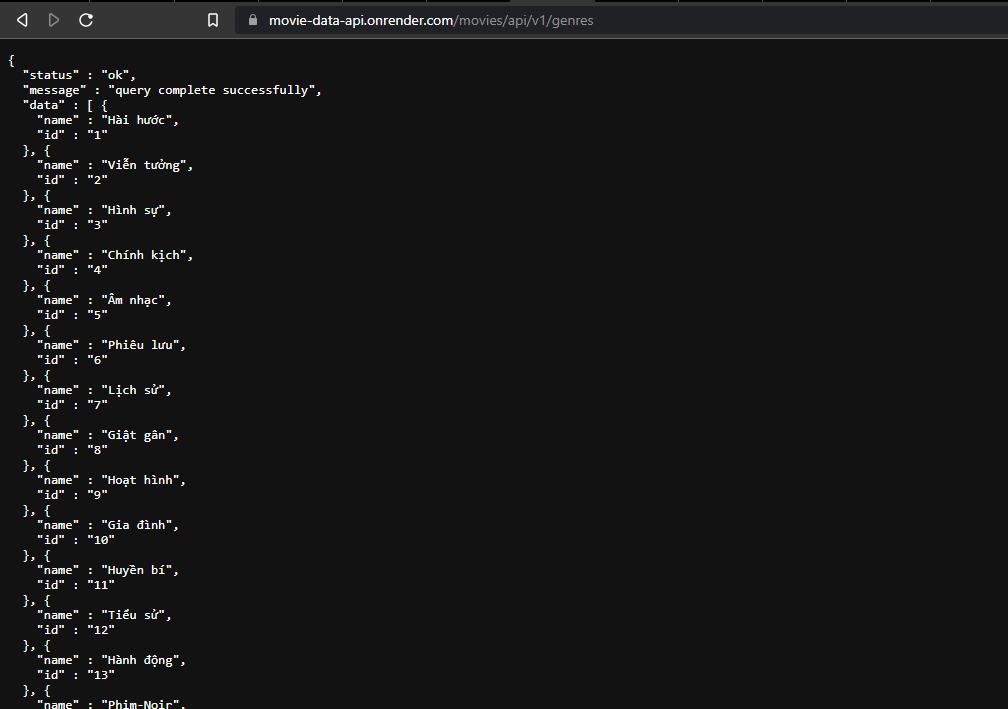 movie-data-api.onrender.com/movies/api/v1/genres
{
"status" : "ok",
"message" : "query complete successfully",
"data" : [ {
"name" : "Hài hước",
"id" : "1"
}, {
"name" : "Viễn tưởng",
"id" : "2"
}, {
"name" : "Hình sự",
"id" : "3"
}, {
"name" : "Chính kịch",
"id" : "4"
}, {
"name" : "Âm nhạc",
"id" : "5"
}, {
"name" : "Phiêu lưu",
"id" : "6"
}, {
"name" : "Lịch sử",
"id" : "7"
}, {
"name" : "Giật gân",
"id" : "8"
}, {
"name" : "Hoạt hình",
"id" : "9"
}, {
"name" : "Gia đình",
"id" : "10"
}, {
"name" : "Huyền bí",
"id" : "11"
}, {
"name" : "Tiểu sử",
"id" : "12"
}, {
"name" : "Hành động",
"id" : "13"
}, {
"name" : "Phim-Noir",